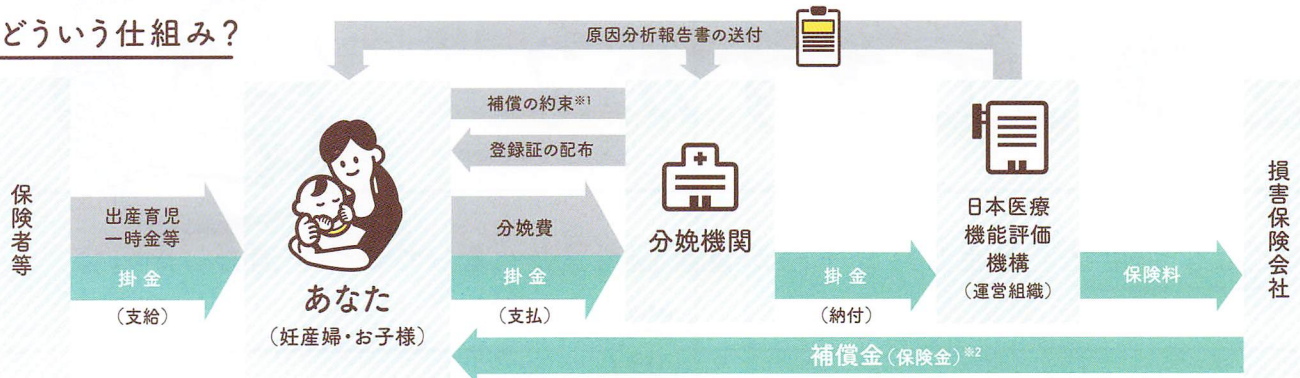 どういう仕組み?
原因分析報告書の送付
保険者等
出産育児
一時金等
掛金
(支給)
あなた
(妊産婦・お子様)
補償の約束※1
登録証の配布
分娩費
掛金
(支払)
分娩機関
掛金
(納付)
日本医療
機能評価
機構
(運営組織)
保険料
損害保険会社
補償金(保険金)※2